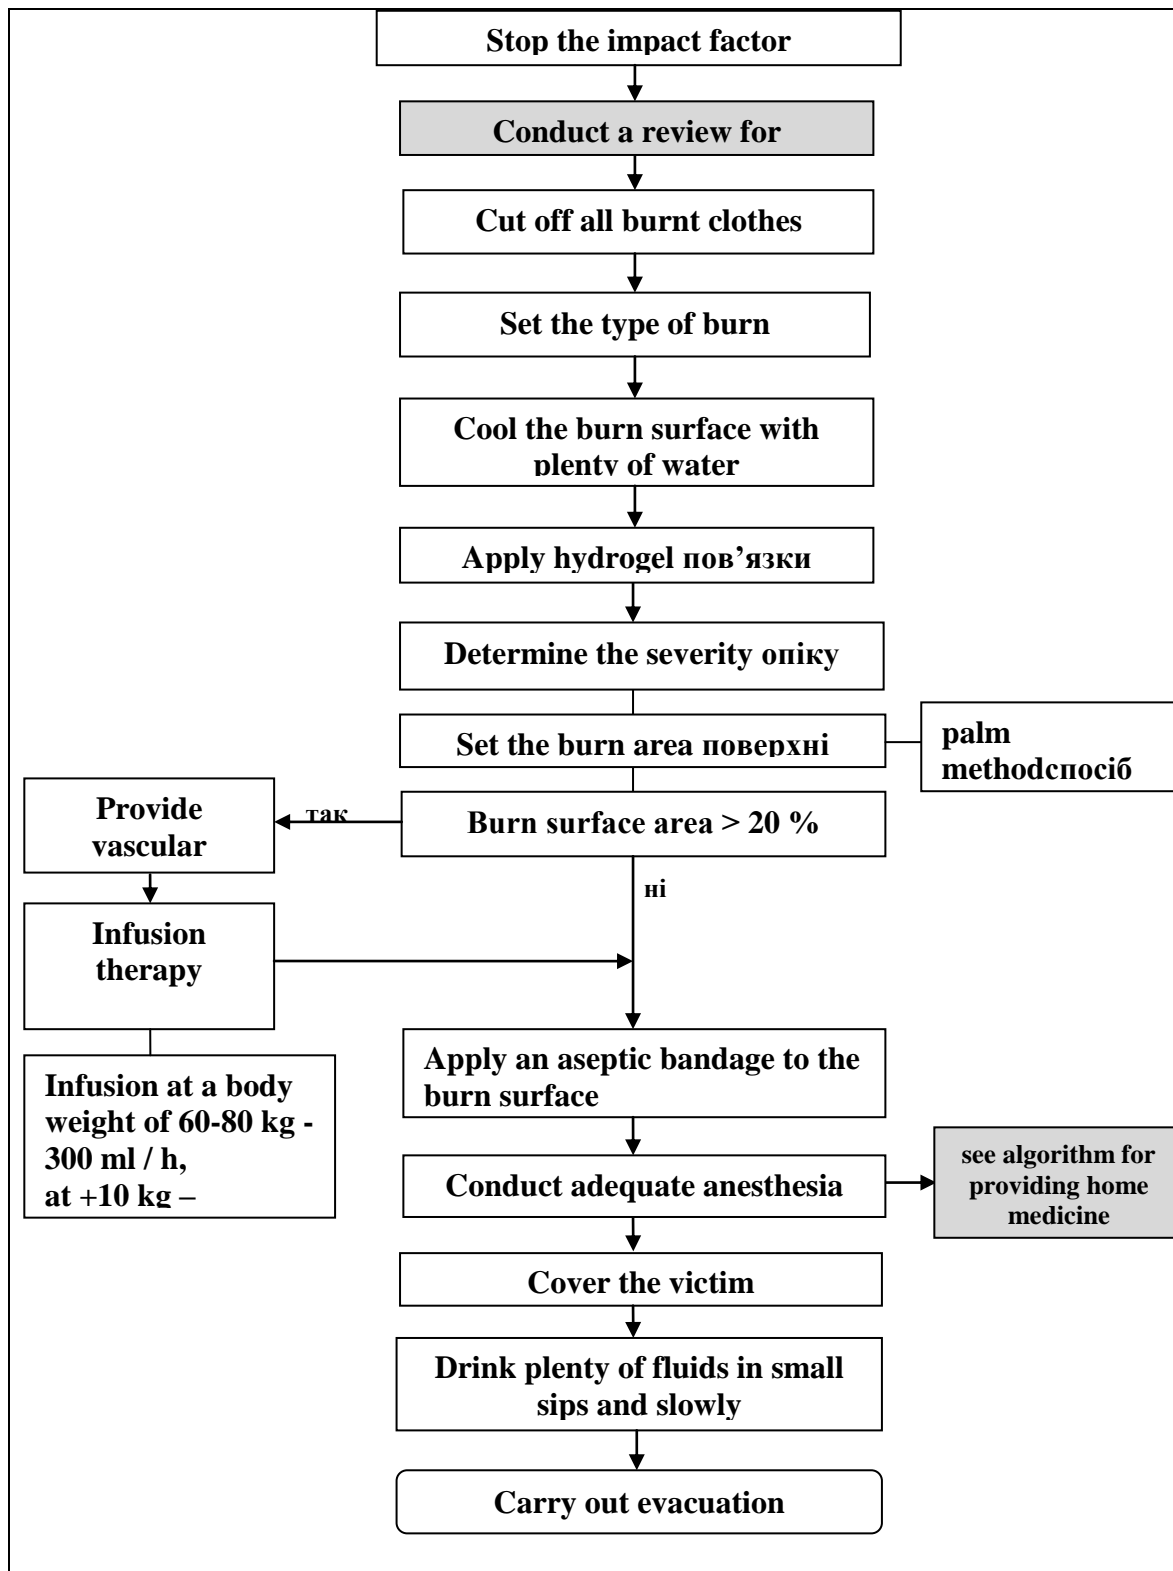 Stop the impact factor
Conduct a review for
Cut off all burnt clothes
Set the type of burn
Cool the burn surface with
plenty of water
Apply hydrogel пов’язки
Determine the severity опіку
Set the burn area поверхні
palm
methodспосіб
Provide
vascular
так
Burn surface area > 20 %
ні
Infusion
therapy
Infusion at a body
weight of 60-80 kg -
300 ml / h,
at +10 kg –
Apply an aseptic bandage to the
burn surface
Conduct adequate anesthesia
see algorithm for
providing home
medicine
Cover the victim
Drink plenty of fluids in small
sips and slowly
Carry out evacuation